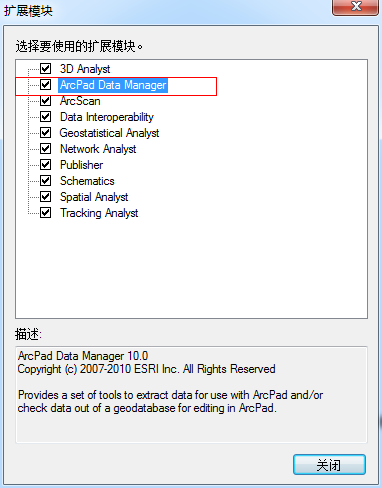 扩展模块
选择要使用的扩展模块。
3D Analyst
ArcPad Data Manager
ArcScan
Data Interoperability
Geostatistical Analyst
Network Analyst
Publisher
Schematics
Spatial Analyst
Tracking Analyst
描述:
ArcPad Data Manager 10.0
Copyright (c) 2007-2010 ESRI Inc. All Rights Reserved
Provides a set of tools to extract data for use with ArcPad and/or
check data out of a geodatabase for editing in ArcPad.
关闭